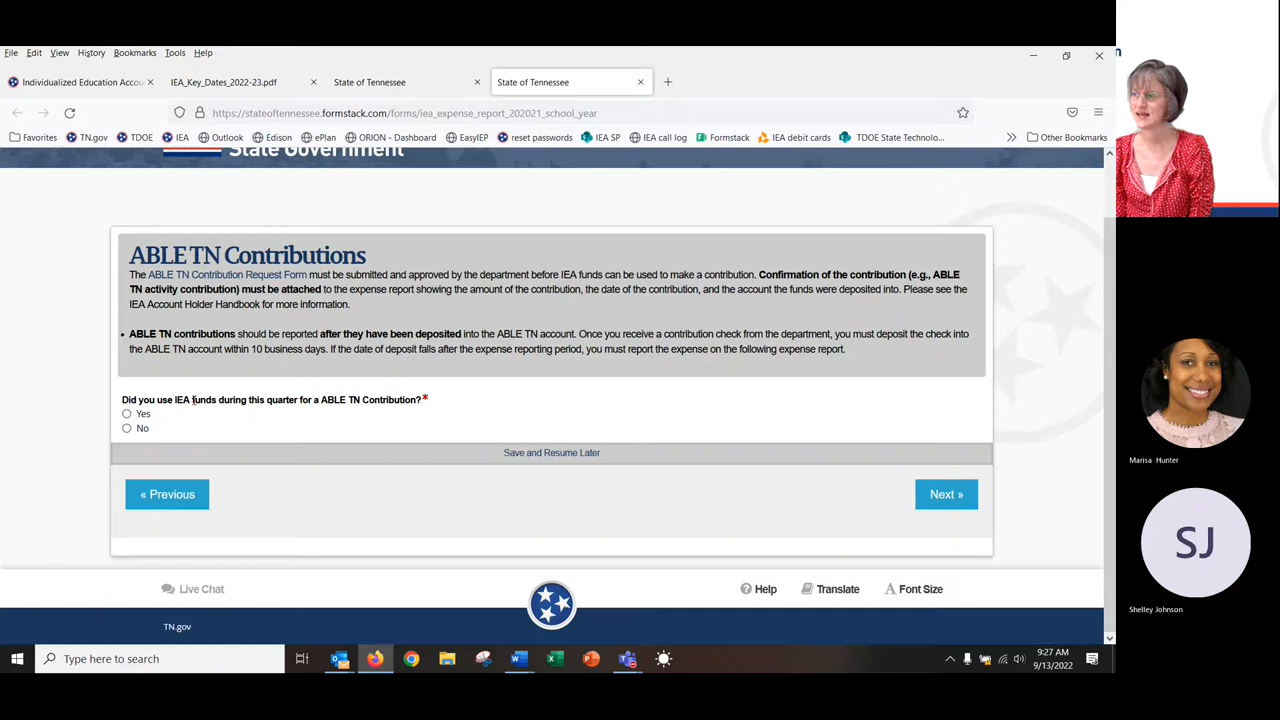 File Edit View History Bookmarks Tools Help
Individualized Education Accou
IEA_Key_Dates_2022-23.pdf
State of Tennessee
State of Tennessee
https://stateoftennessee.formstack.com/forms/iea_expense_report_202021_school_year
Favorites TN.gov TDOE IEA Outlook Edison ePlan ORION - Dashboard EasyIEP reset passwords IEA SP IEA call log Formstack IEA debit cards TDOE State Technolo... Other Bookmarks
State Government
ABLE TN Contributions
The ABLE TN Contribution Request Form must be submitted and approved by the department before IEA funds can be used to make a contribution. Confirmation of the contribution (e.g., ABLE
TN activity contribution) must be attached to the expense report showing the amount of the contribution, the date of the contribution, and the account the funds were deposited into. Please see the
IEA Account Holder Handbook for more information.
• ABLE TN contributions should be reported after they have been deposited into the ABLE TN account. Once you receive a contribution check from the department, you must deposit the check into
the ABLE TN account within 10 business days. If the date of deposit falls after the expense reporting period, you must report the expense on the following expense report.
Did you use IEA funds during this quarter for a ABLE TN Contribution?*
Yes
No
Save and Resume Later
« Previous
Next »
Live Chat
Help Translate A Font Size
TN.gov
Type here to search
9:27 AM
9/13/2022
Marisa Hunter
SJ
Shelley Johnson